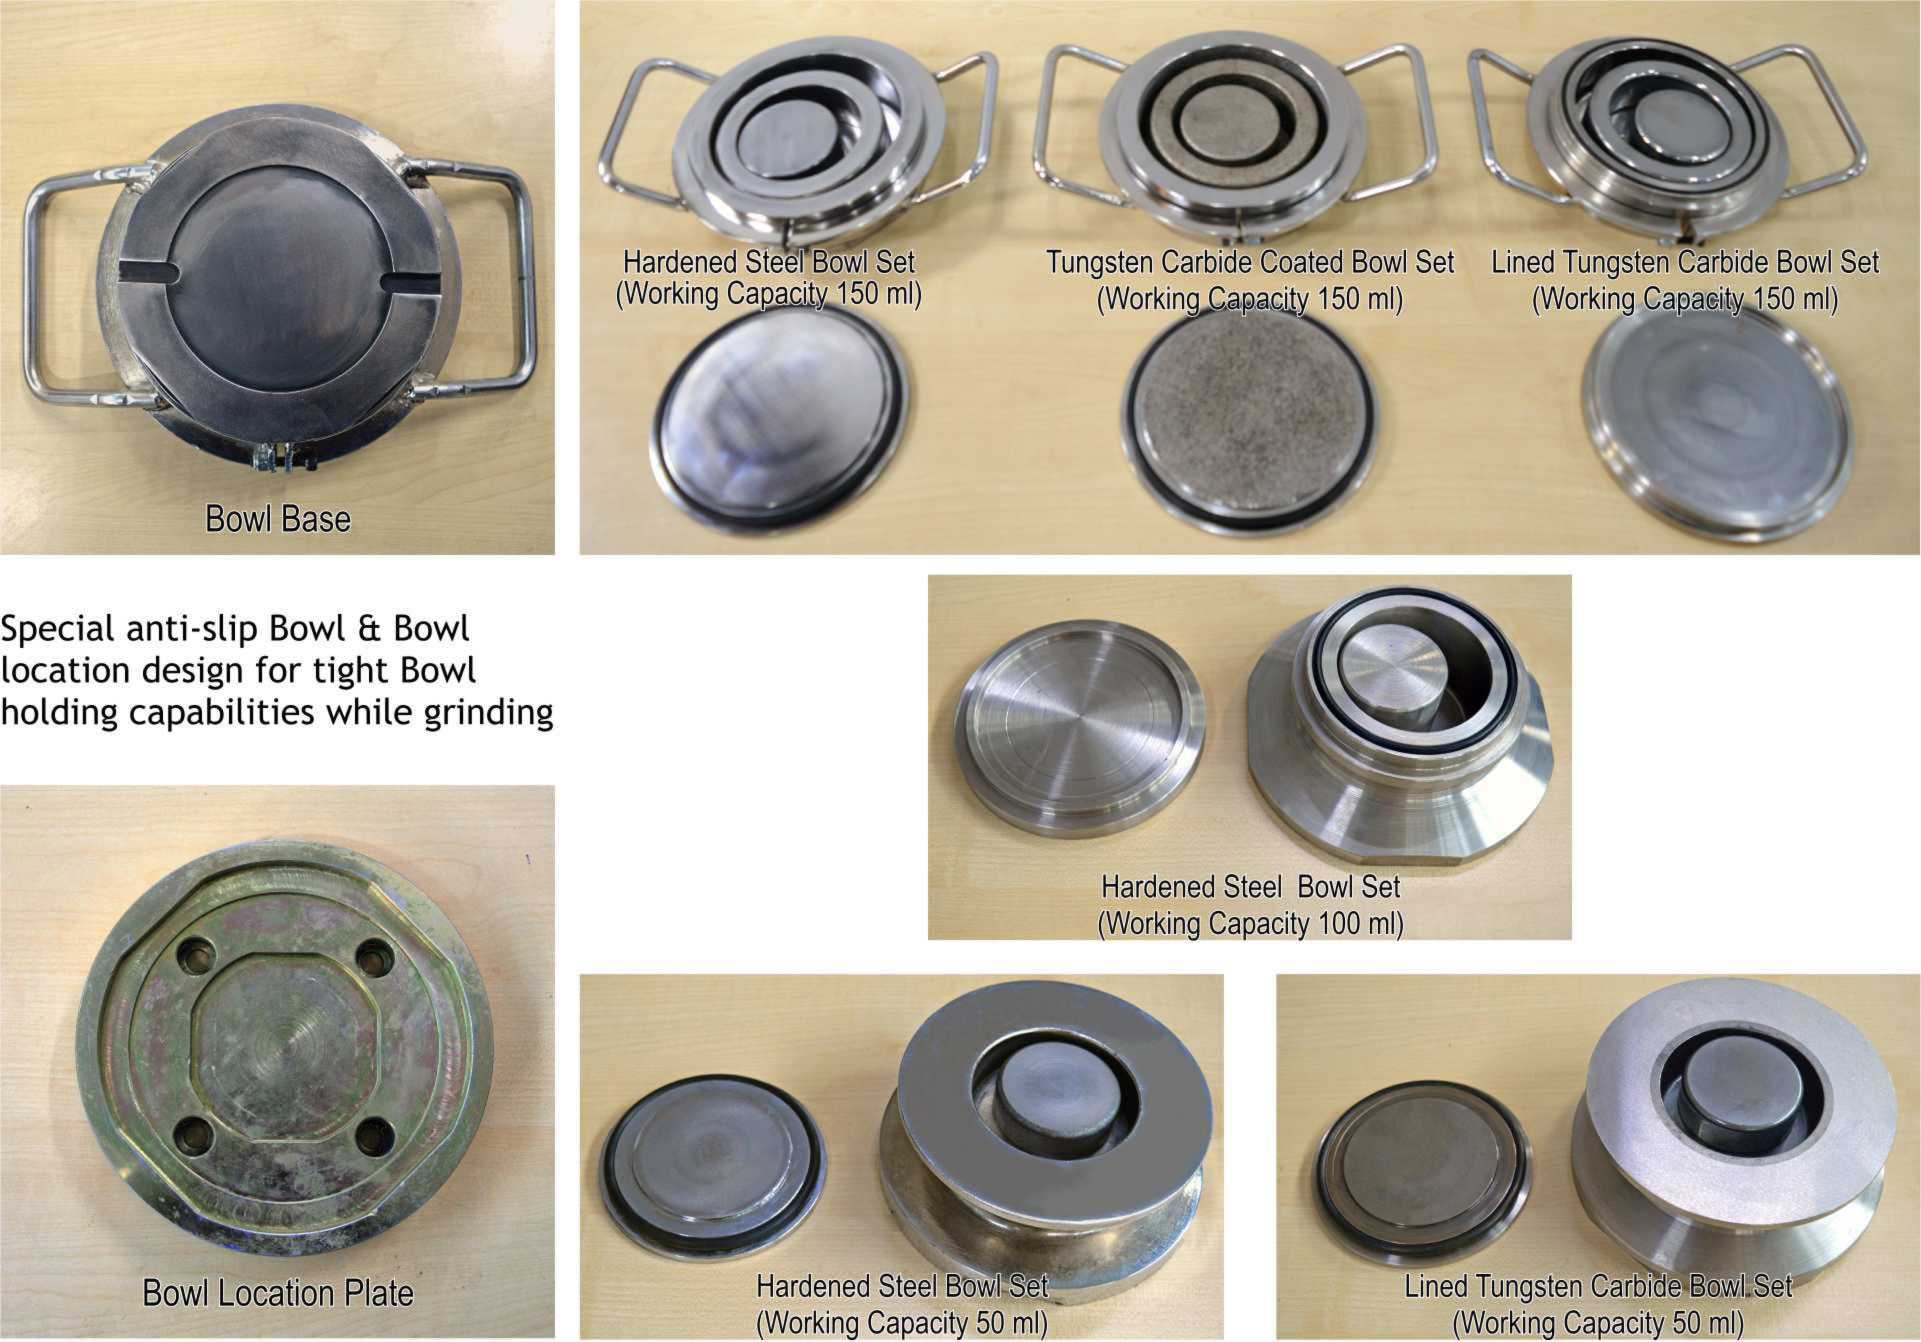 Bowl Base
Hardened Steel Bowl Set
(Working Capacity 150 ml)
Tungsten Carbide Coated Bowl Set
(Working Capacity 150 ml)
Lined Tungsten Carbide Bowl Set
(Working Capacity 150 ml)
Special anti-slip Bowl & Bowl
location design for tight Bowl
holding capabilities while grinding
Hardened Steel Bowl Set
(Working Capacity 100 ml)
Bowl Location Plate
Hardened Steel Bowl Set
(Working Capacity 50 ml)
Lined Tungsten Carbide Bowl Set
(Working Capacity 50 ml)